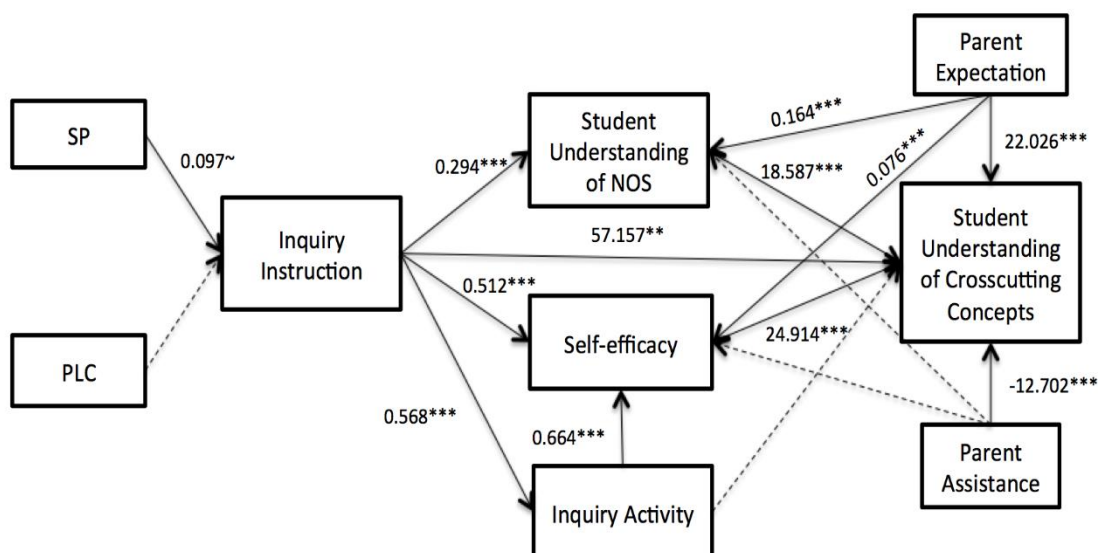 Parent
Expectation
SP
0.097~
PLC
Inquiry
Instruction
0.294***
Student
Understanding
of NOS
0.164***
0.076***
22.026***
18.587***
57.157**
Student
Understanding
of Crosscutting
Concepts
0.512***
Self-efficacy
24.914***
-12.702***
0.568***
0.664***
Inquiry Activity
Parent
Assistance